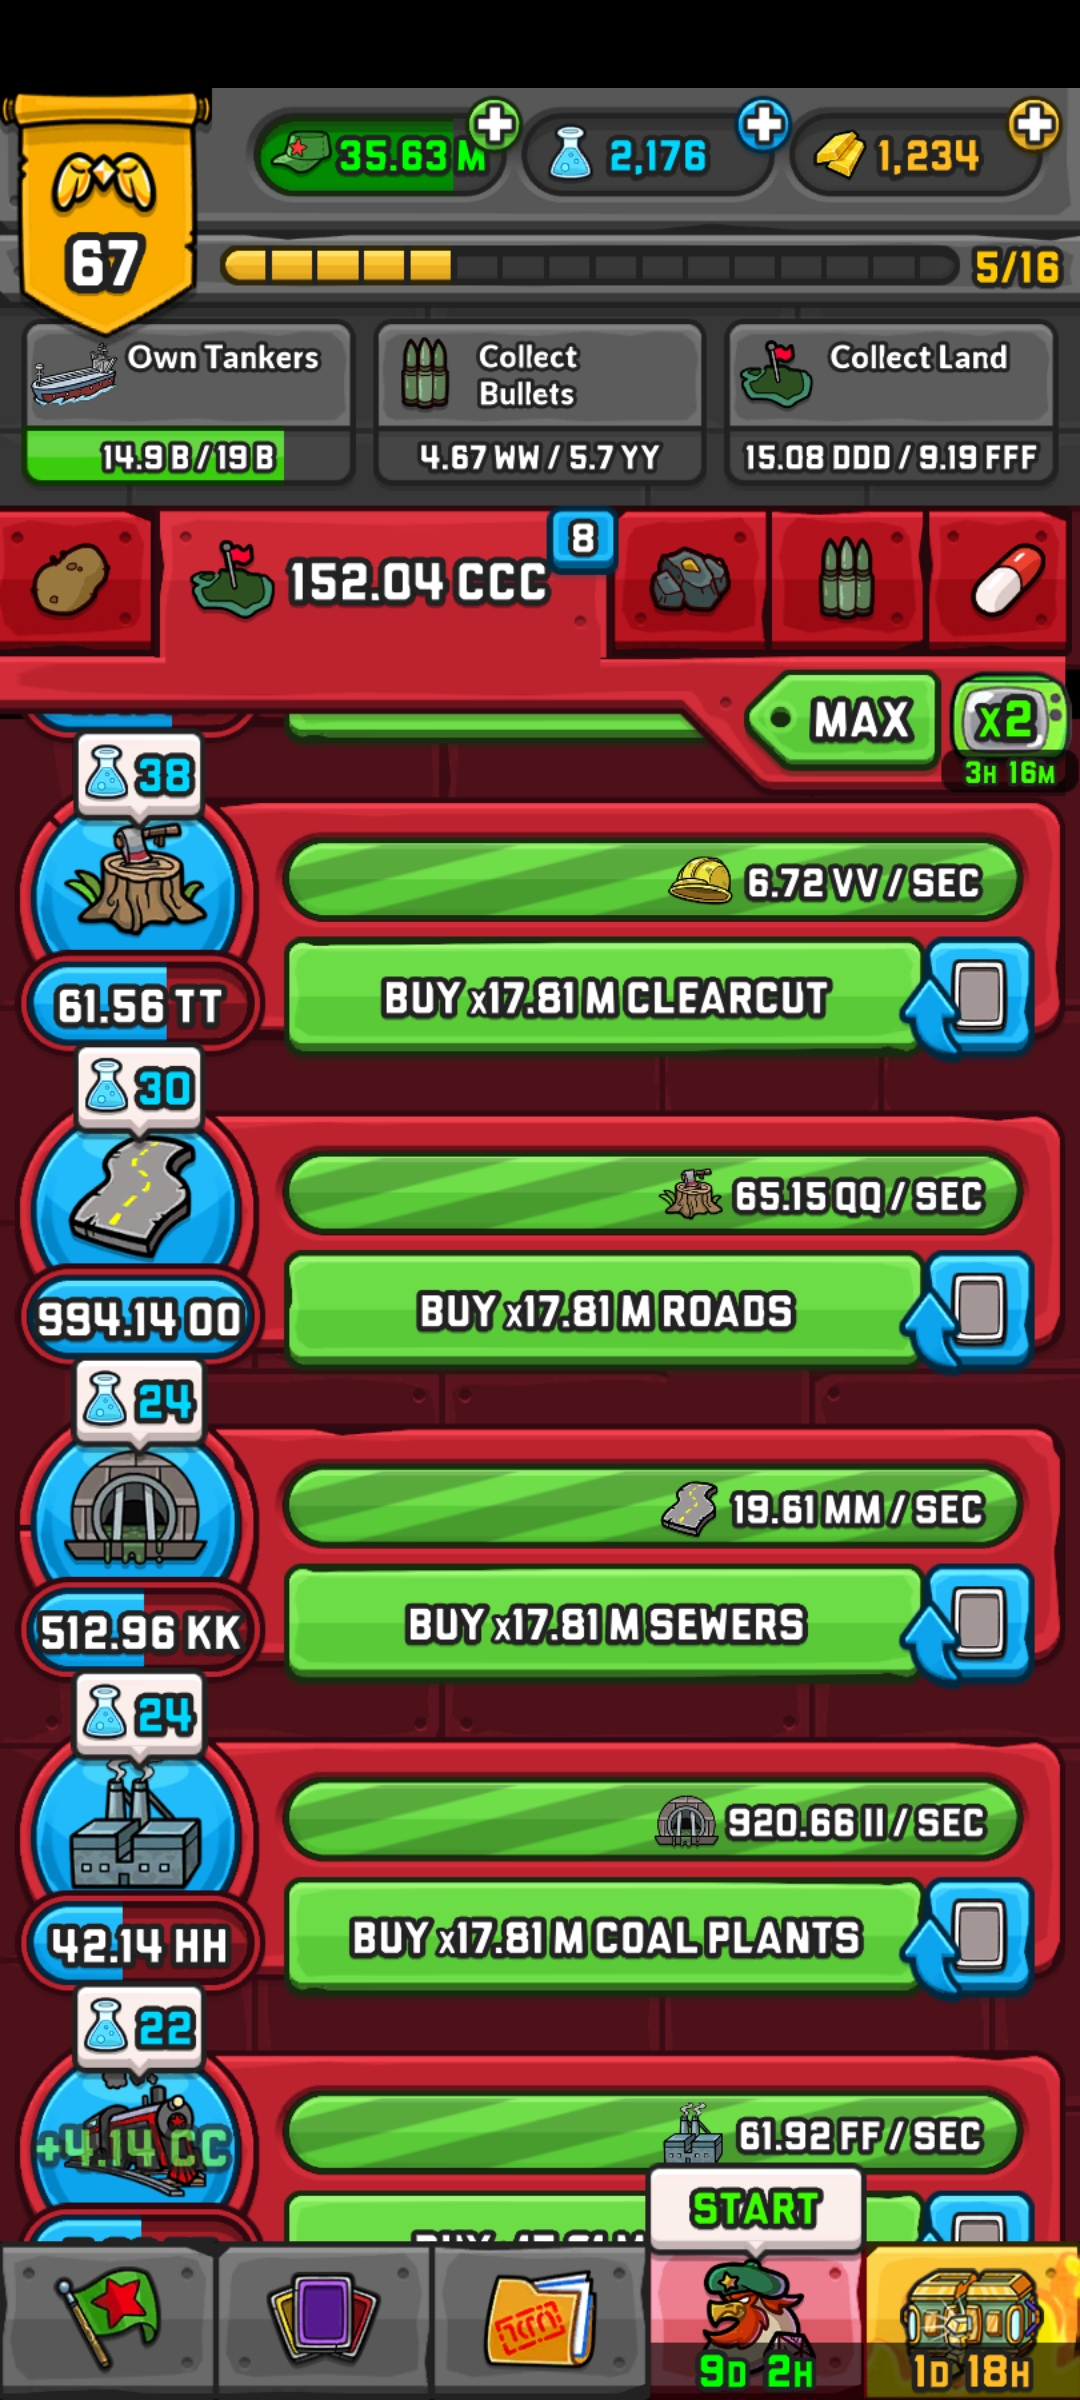 35.63 M
2,176
1,234
67
5/16
Own Tankers
14.9 B / 19 B
Collect
Bullets
4.67 WW / 5.7 YY
Collect Land
15.08 DDD / 9.19 FFF
152.04 CCC
8
MAX
x2
3H 16M
38
6.72 VV / SEC
61.56 TT
BUY x17.81 M CLEARCUT
30
65.15 QQ / SEC
994.14 OO
BUY x17.81 M ROADS
24
19.61 MM / SEC
512.96 KK
BUY x17.81 M SEWERS
24
920.66 II / SEC
42.14 HH
BUY x17.81 M COAL PLANTS
22
61.92 FF / SEC
+4.14 CC
START
9D 2H
1D 18H